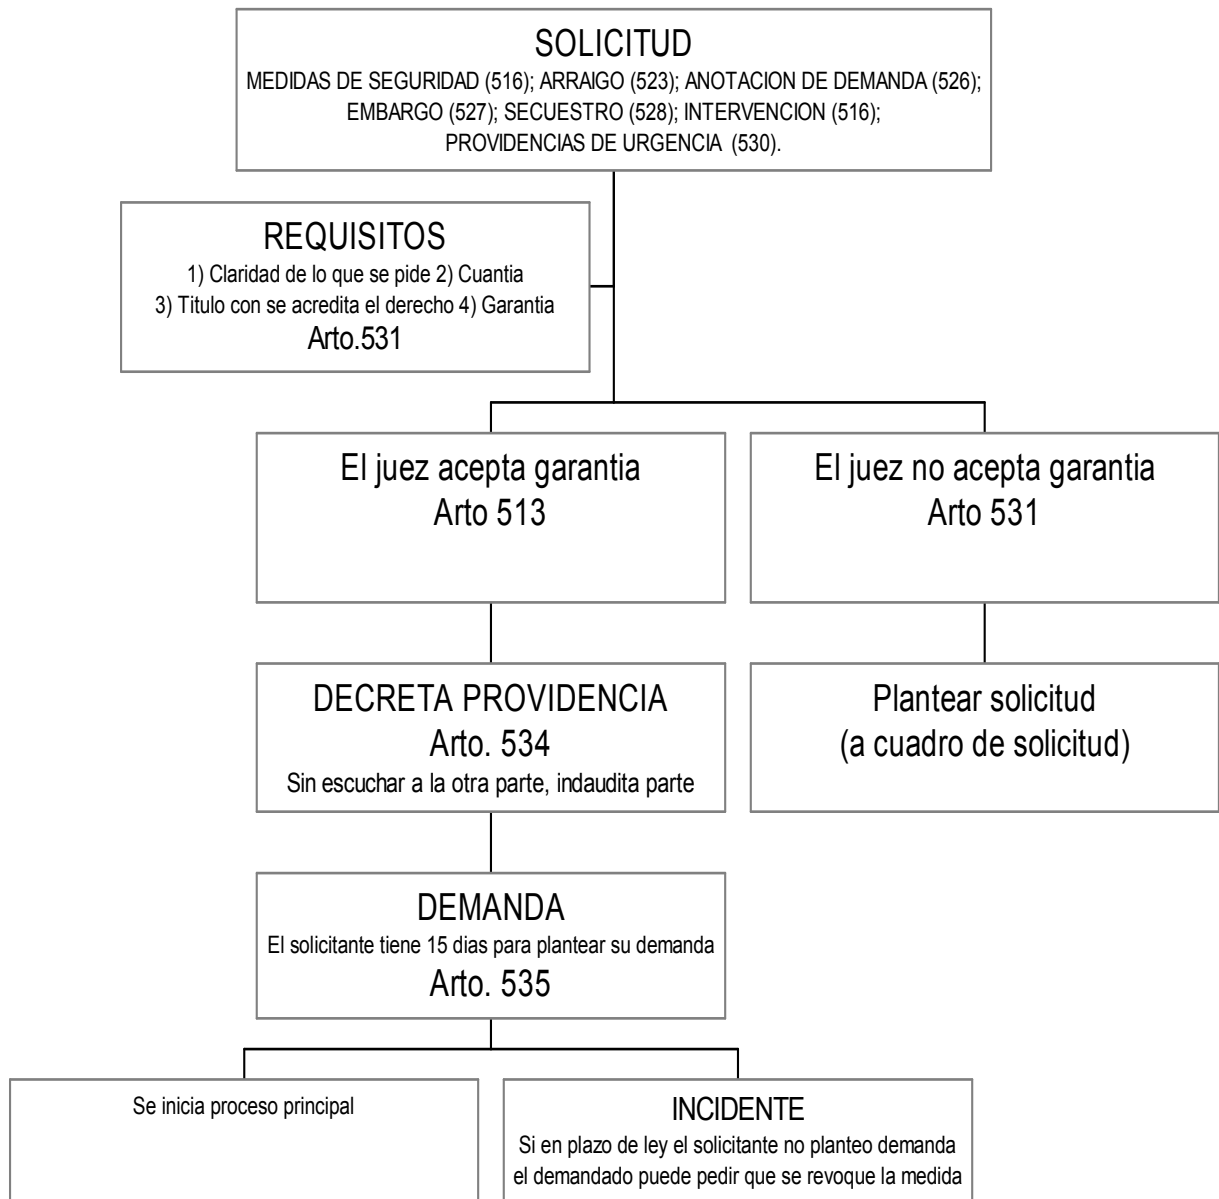 SOLICITUD
MEDIDAS DE SEGURIDAD (516); ARRAIGO (523); ANOTACION DE DEMANDA (526);
EMBARGO (527); SECUESTRO (528); INTERVENCION (516);
PROVIDENCIAS DE URGENCIA (530).
REQUISITOS
1) Claridad de lo que se pide 2) Cuantia
3) Titulo con se acredita el derecho 4) Garantia
Arto.531
El juez acepta garantia
Arto 513
El juez no acepta garantia
Arto 531
DECRETA PROVIDENCIA
Arto. 534
Sin escuchar a la otra parte, indaudita parte
Plantear solicitud
(a cuadro de solicitud)
DEMANDA
El solicitante tiene 15 dias para plantear su demanda
Arto. 535
Se inicia proceso principal
INCIDENTE
Si en plazo de ley el solicitante no planteo demanda
el demandado puede pedir que se revoque la medida